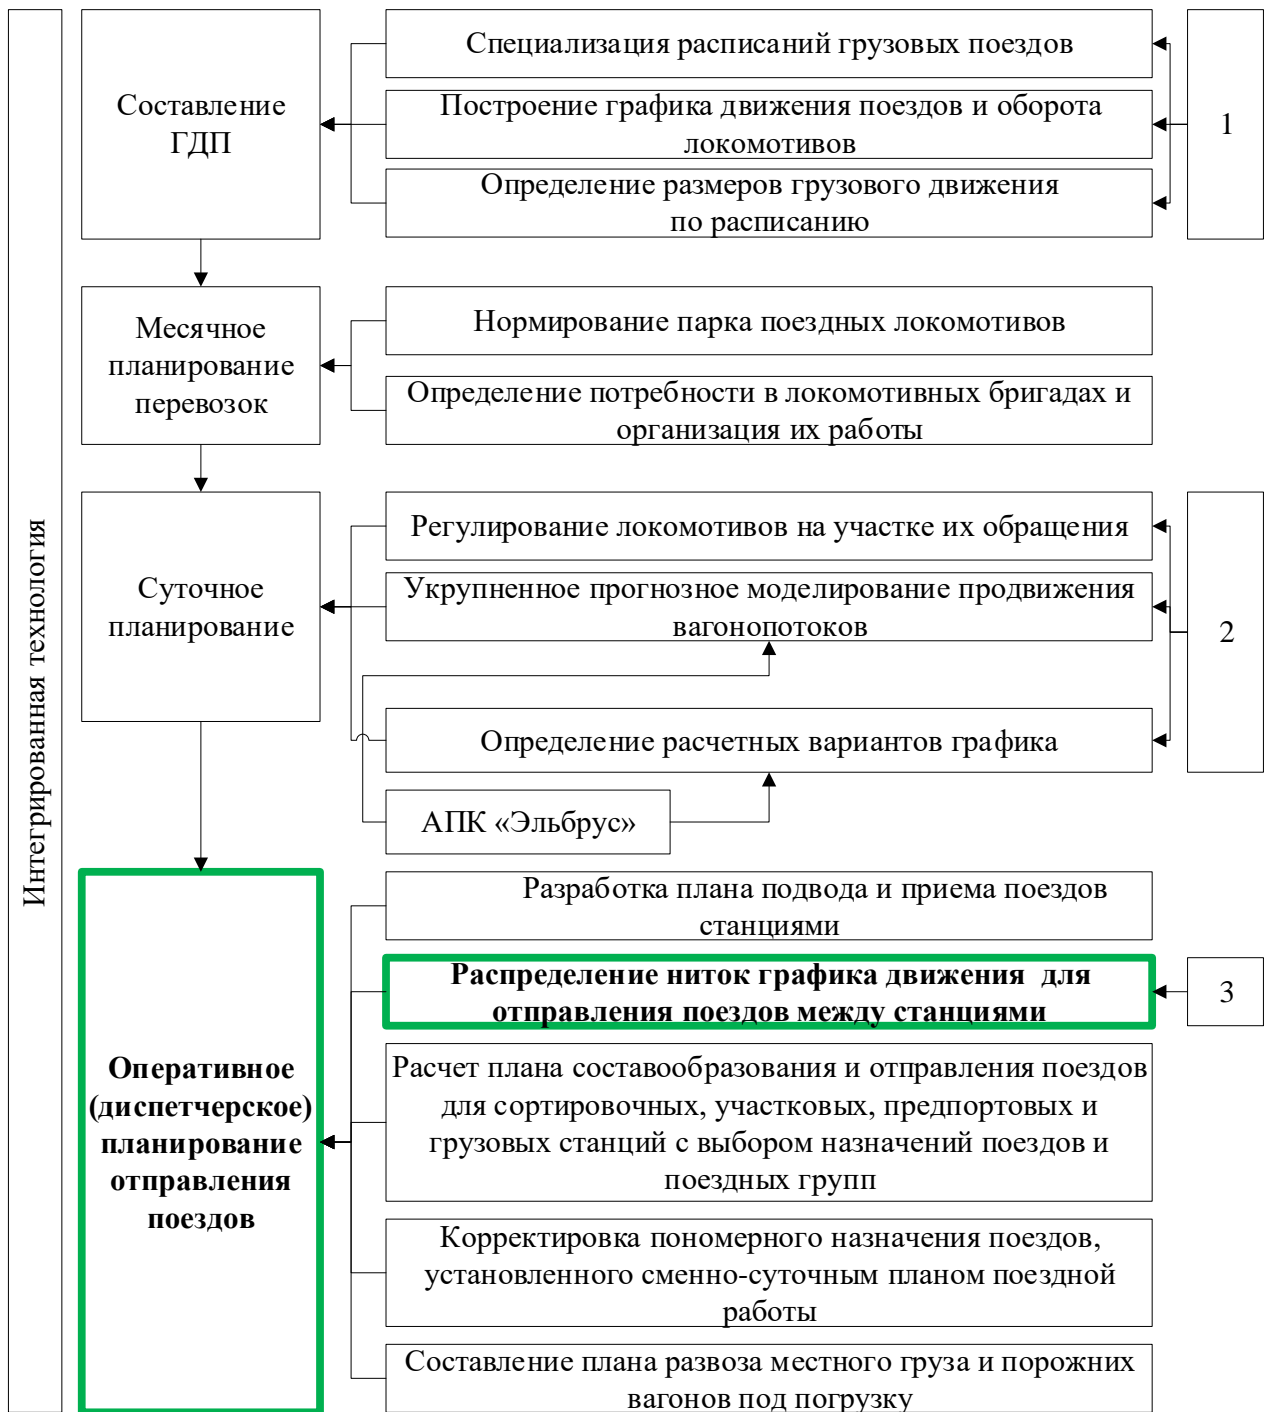 Интегрированная технология
Составление
ГДП
Специализация расписаний грузовых поездов
Построение графика движения поездов и оборота
локомотивов
Определение размеров грузового движения
по расписанию
1
Месячное
планирование
перевозок
Нормирование парка поездных локомотивов
Определение потребности в локомотивных бригадах и
организация их работы
Суточное
планирование
Регулирование локомотивов на участке их обращения
Укрупненное прогнозное моделирование продвижения
вагонопотоков
Определение расчетных вариантов графика
АПК «Эльбрус»
2
Оперативное
(диспетчерское)
планирование
отправления
поездов
Разработка плана подвода и приема поездов
станциями
Распределение ниток графика движения для
отправления поездов между станциями
3
Расчет плана составообразования и отправления поездов
для сортировочных, участковых, предпортовых и
грузовых станций с выбором назначений поездов и
поездных групп
Корректировка пономерного назначения поездов,
установленного сменно-суточным планом поездной
работы
Составление плана развоза местного груза и порожних
вагонов под погрузку